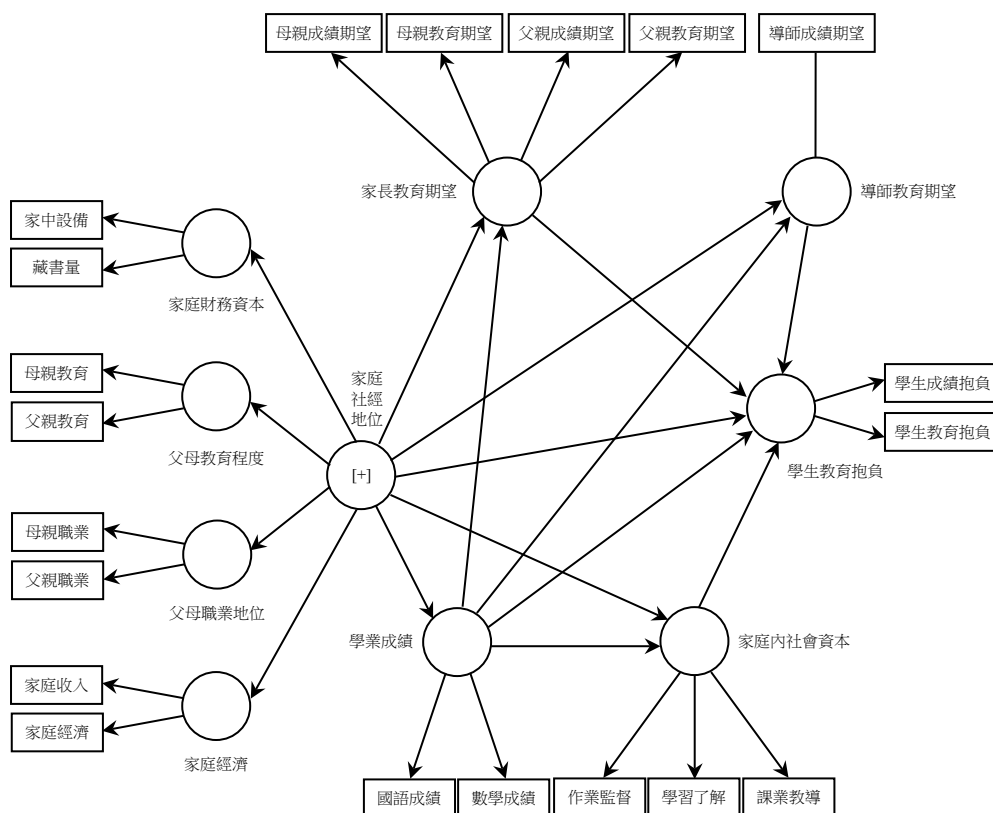 母親成績期望
母親教育期望
父親成績期望
父親教育期望
導師成績期望
家長教育期望
導師教育期望
家中設備
藏書量
家庭財務資本
母親教育
父親教育
父母教育程度
家庭
社經
地位
[+]
學生成績抱負
學生教育抱負
學生教育抱負
母親職業
父親職業
父母職業地位
學業成績
家庭內社會資本
家庭收入
家庭經濟
家庭經濟
國語成績
數學成績
作業監督
學習了解
課業教導